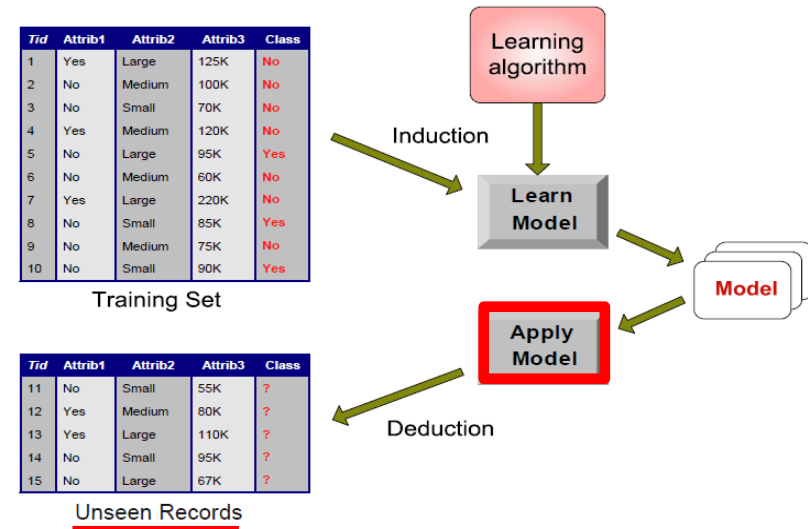 Tid Attrib1 Attrib2 Attrib3 Class
1 Yes Large 125K No
2 No Medium 100K No
3 No Small 70K No
4 Yes Medium 120K No
5 No Large 95K Yes
6 No Medium 60K No
7 Yes Large 220K No
8 No Small 85K Yes
9 No Medium 75K No
10 No Small 90K Yes
Training Set
Learning
algorithm
Induction
Learn
Model
Model
Apply
Model
Deduction
Tid Attrib1 Attrib2 Attrib3 Class
11 No Small 55K ?
12 Yes Medium 80K ?
13 Yes Large 110K ?
14 No Small 95K ?
15 No Large 67K ?
Unseen Records